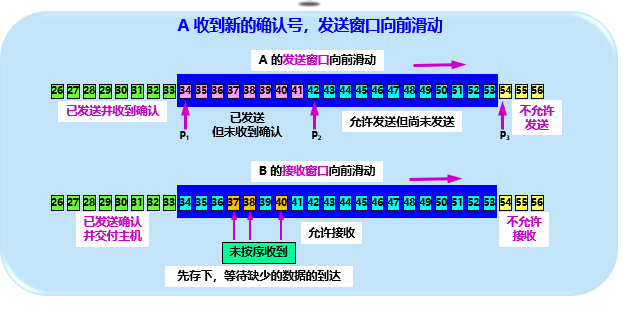 A 收到新的确认号，发送窗口向前滑动
A 的发送窗口向前滑动
26 27 28 29 30 31 32 33 34 35 36 37 38 39 40 41 42 43 44 45 46 47 48 49 50 51 52 53 54 55 56
已发送并收到确认
已发送
但未收到确认
允许发送但尚未发送
不允许
发送
P1 P2 P3
B 的接收窗口向前滑动
26 27 28 29 30 31 32 33 34 35 36 37 38 39 40 41 42 43 44 45 46 47 48 49 50 51 52 53 54 55 56
已发送确认
并交付主机
允许接收
不允许
接收
未按序收到
先存下，等待缺少的数据的到达